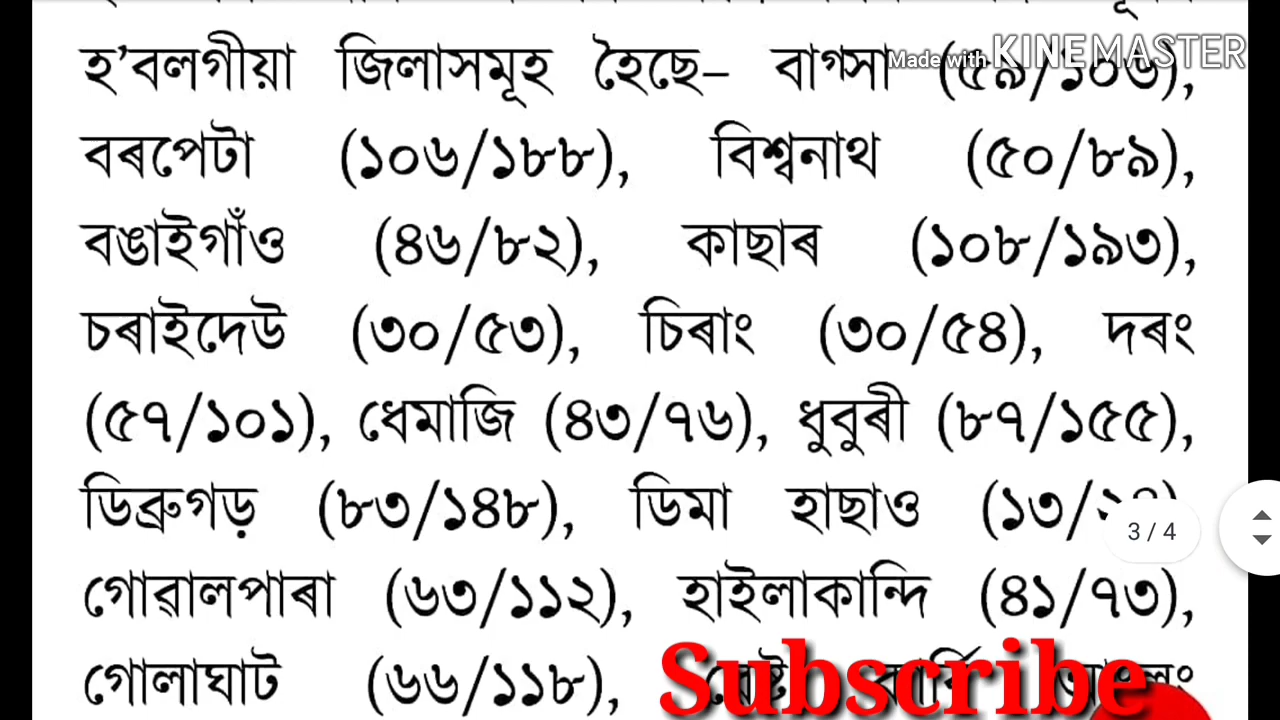 হ’বলগীয়া জিলাসমূহ হৈছে– বাগসা (৫৯/১০৬),
Made with KINEMASTER
বৰপেটা (১০৬/১৮৮), বিশ্বনাথ (৫০/৮৯),
বঙাইগাঁও (৪৬/৮২), কাছাৰ (১০৮/১৯৩),
চৰাইদেউ (৩০/৫৩), চিৰাং (৩০/৫৪), দৰং
(৫৭/১০১), ধেমাজি (৪৩/৭৬), ধুবুৰী (৮৭/১৫৫),
ডিব্ৰুগড় (৮৩/১৪৮), ডিমা হাছাও
3 / 4
গোৱালপাৰা (৬৩/১১২), হাইলাকান্দি (৪১/৭৩),
গোলাঘাট (৬৬/১১৮),
Subscribe